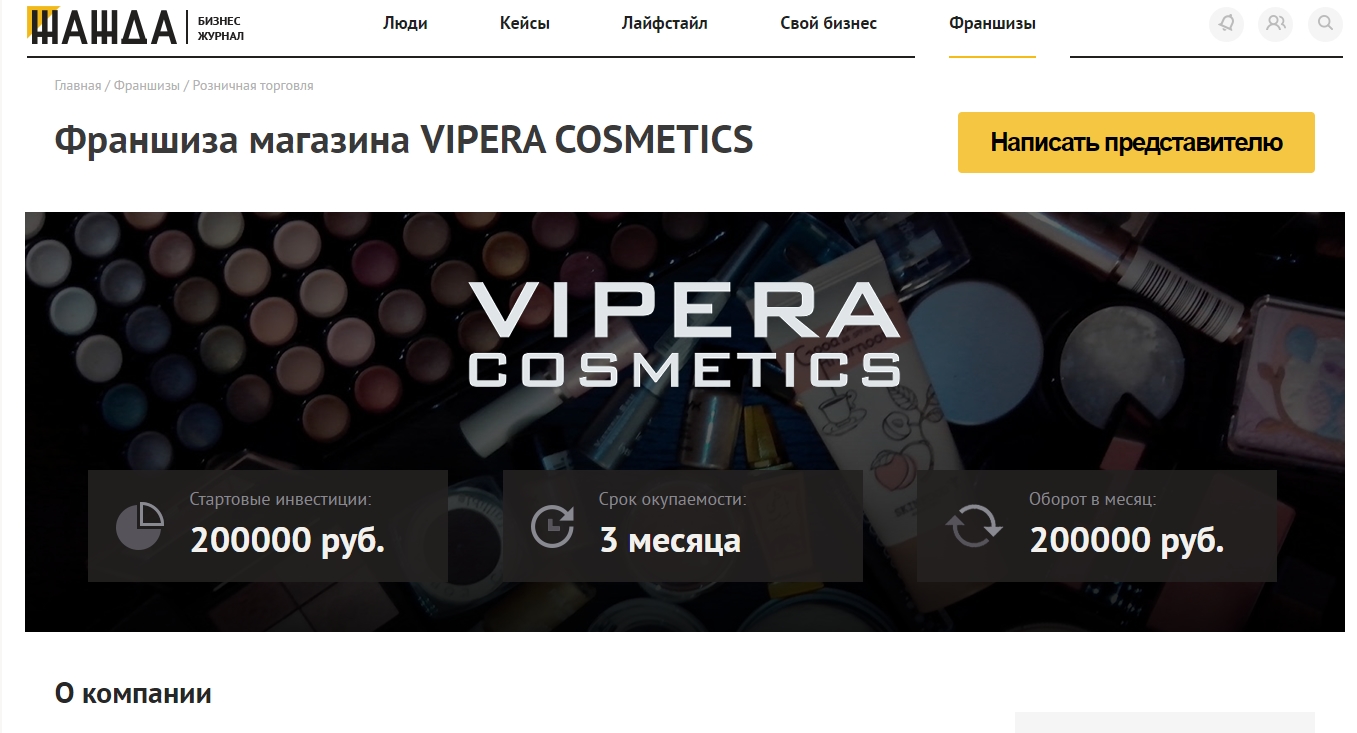 ЖАЖДА
БИЗНЕС
ЖУРНАЛ
Люди
Кейсы
Лайфстайл
Свой бизнес
Франшизы
Главная / Франшизы / Розничная торговля
Франшиза магазина VIPERA COSMETICS
Написать представителю
VIPERA
COSMETICS
Стартовые инвестиции:
200000 руб.
Срок окупаемости:
3 месяца
Оборот в месяц:
200000 руб.
О компании